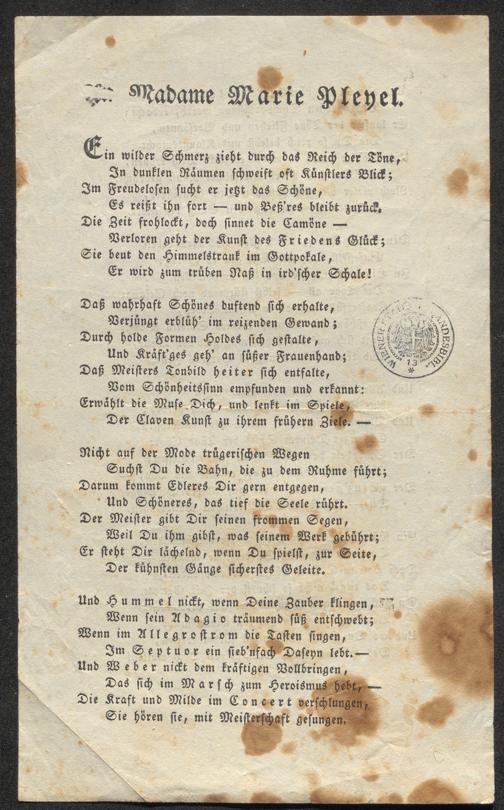 Madame Marie Pleyel.
Ein wilder Schmerz zieht durch das Reich der Töne,
In dunklen Räumen schweift oft Künstlers Blick;
Im Freudelosen sucht er jetzt das Schöne,
Es reißt ihn fort — und Beß'res bleibt zurück.
Die Zeit frohlockt, doch sinnet die Camöne —
Verloren geht der Kunst des Friedens Glück;
Sie beut den Himmelstrank im Gottpokale,
Er wird zum trüben Naß in ird'scher Schale!
Daß wahrhaft Schönes duftend sich erhalte,
Verjüngt erblüh' im reizenden Gewand;
Durch holde Formen Holdes sich gestalte,
Und Kräft'ges geh' an süßer Frauenhand;
Daß Meisters Tonbild heiter sich entfalte,
Vom Schönheitssinn empfunden und erkannt:
Erwählt die Muse Dich, und lenkt im Spiele,
Der Claven Kunst zu ihrem frühern Ziele. —
WIENER LANDESBIBL.
13
Nicht auf der Mode trügerischen Wegen
Suchst Du die Bahn, die zu dem Ruhme führt;
Darum kommt Edleres Dir gern entgegen,
Und Schöneres, das tief die Seele rührt.
Der Meister gibt Dir seinen frommen Segen,
Weil Du ihm gibst, was seinem Werk gebührt;
Er steht Dir lächelnd, wenn Du spielst, zur Seite,
Der kühnsten Gänge sicherstes Geleite.
Und Hummel nickt, wenn Deine Zauber klingen,
Wenn sein Adagio träumend süß entschwebt;
Wenn im Allegrostrom die Tasten singen,
Im Septuor ein sieb'nfach Daseyn lebt.—
Und Weber nickt dem kräftigen Vollbringen,
Das sich im Marsch zum Heroismus hebt, —
Die Kraft und Milde im Concert verschlungen,
Sie hören sie, mit Meisterschaft gesungen.